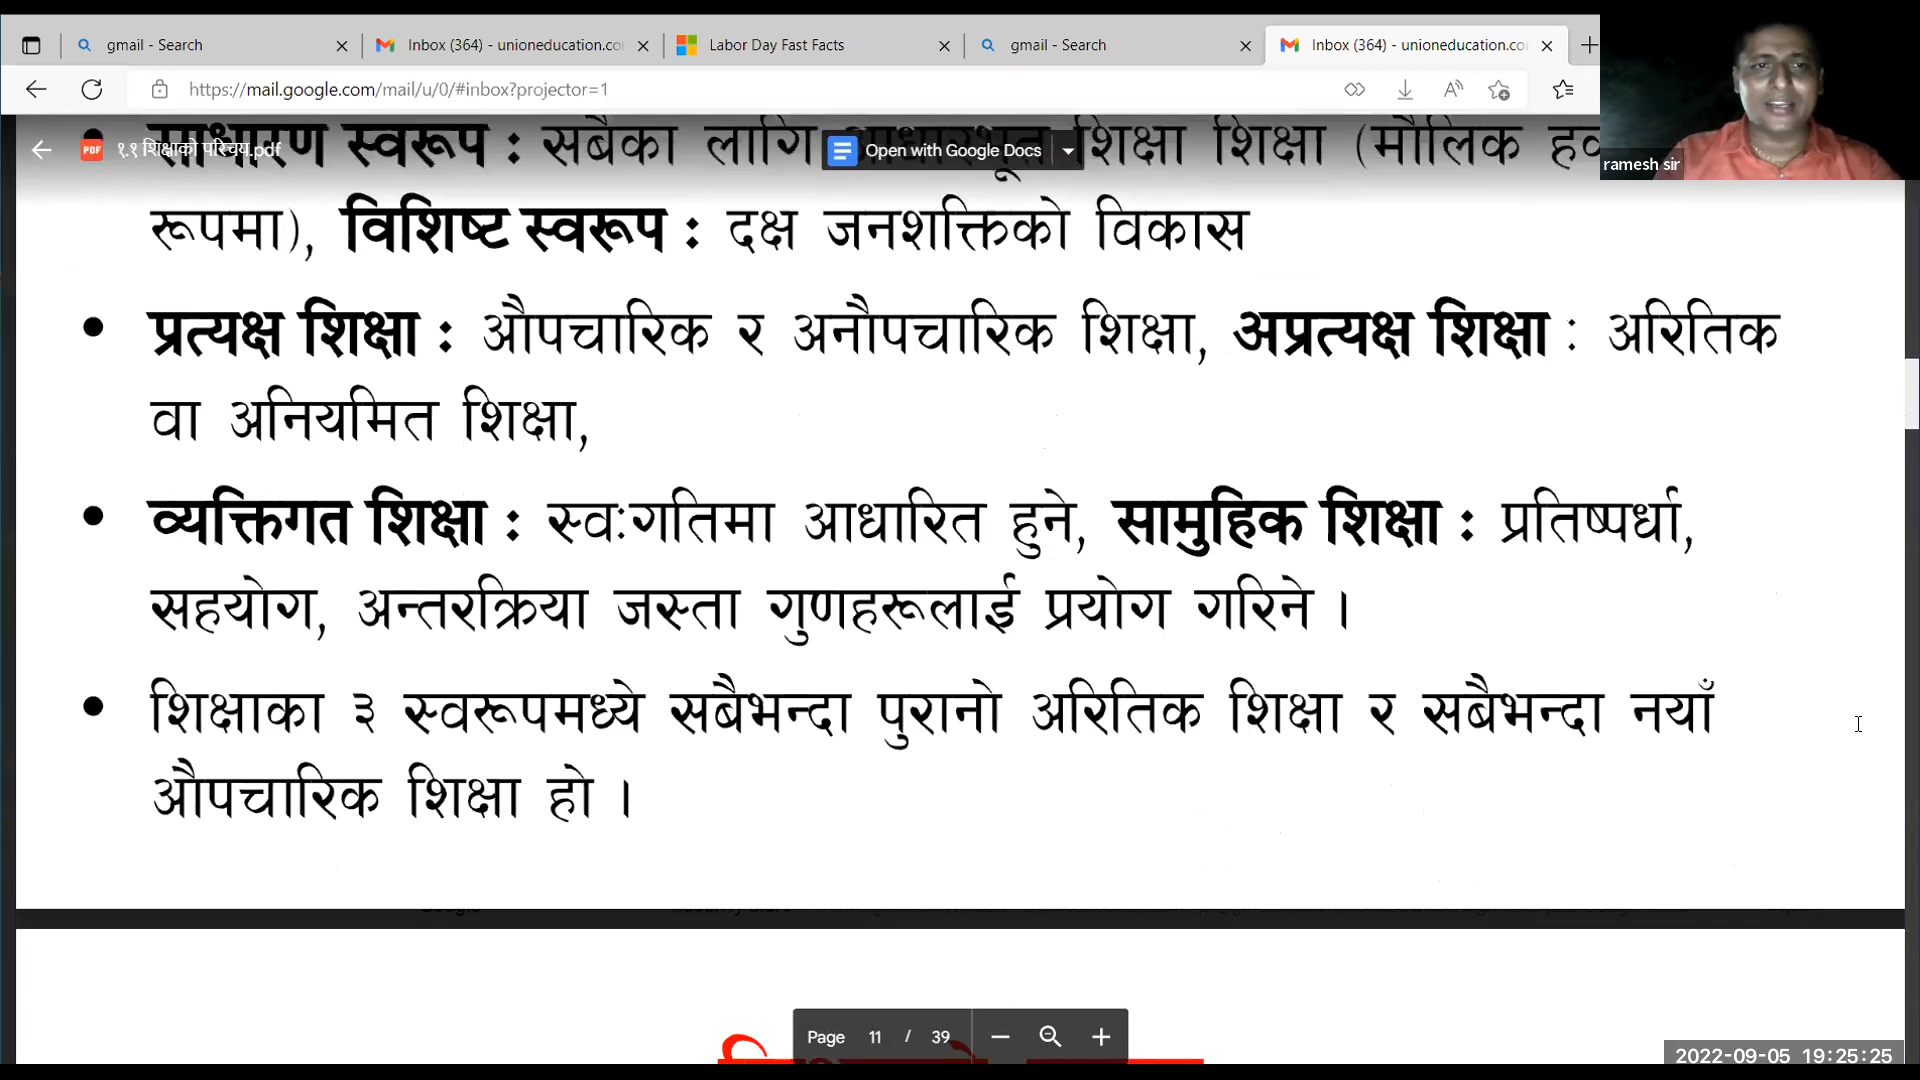 gmail - Search
Inbox (364) - unioneducation.co
Labor Day Fast Facts
gmail - Search
Inbox (364) - unioneducation.co
https://mail.google.com/mail/u/0/#inbox?projector=1
ramesh sir
PDF १.१ शिक्षाको परिचय.pdf
Open with Google Docs
• साधारण स्वरूप : सबैका लागि आधारभूत शिक्षा शिक्षा (मौलिक
रूपमा), विशिष्ट स्वरूप : दक्ष जनशक्तिको विकास
• प्रत्यक्ष शिक्षा : औपचारिक र अनौपचारिक शिक्षा, अप्रत्यक्ष शिक्षा : अरितिक
वा अनियमित शिक्षा,
• व्यक्तिगत शिक्षा : स्व:गतिमा आधारित हुने, सामुहिक शिक्षा : प्रतिष्पर्धा,
सहयोग, अन्तरक्रिया जस्ता गुणहरूलाई प्रयोग गरिने ।
• शिक्षाका ३ स्वरूपमध्ये सबैभन्दा पुरानो अरितिक शिक्षा र सबैभन्दा नयाँ
औपचारिक शिक्षा हो ।
Page 11 / 39
2022-09-05 19:25:25